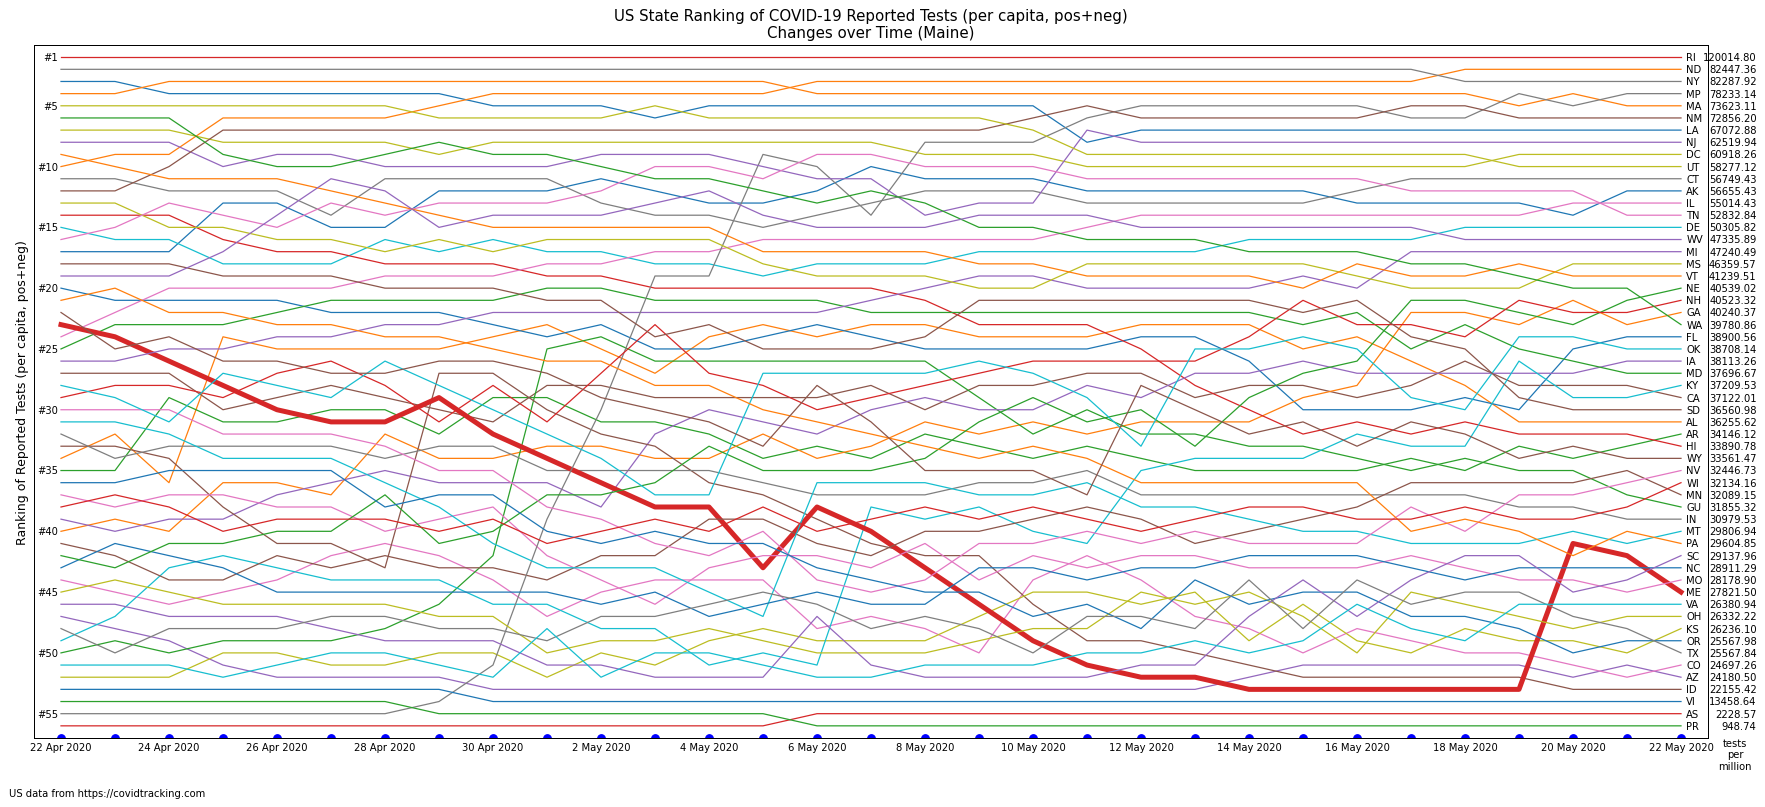 US State Ranking of COVID-19 Reported Tests (per capita, pos+neg)
Changes over Time (Maine)
Ranking of Reported Tests (per capita, pos+neg)
#1
#5
#10
#15
#20
#25
#30
#35
#40
#45
#50
#55
RI 120014.80
ND 82447.36
NY 82287.92
MP 78233.14
MA 73623.11
NM 72856.20
LA 67072.88
NJ 62519.94
DC 60918.26
UT 58277.12
CT 56749.43
AK 56655.43
IL 55014.43
TN 52832.84
DE 50305.82
WV 47335.89
MI 47240.49
MS 46359.57
VT 41239.51
NE 40539.02
NH 40523.32
GA 40240.37
WA 39780.86
FL 38900.56
OK 38708.14
IA 38113.26
MD 37696.67
KY 37209.53
CA 37122.01
SD 36560.98
AL 36255.62
AR 34146.12
HI 33890.78
WY 33561.47
NV 32446.73
WI 32134.16
MN 32089.15
GU 31855.32
IN 30979.53
MT 29806.94
PA 29604.85
SC 29137.96
NC 28911.29
MO 28178.90
ME 27821.50
VA 26380.94
OH 26332.22
KS 26236.10
OR 25567.98
TX 25567.84
CO 24697.26
AZ 24180.50
ID 22155.42
VI 13458.64
AS 2228.57
PR 948.74
22 Apr 2020 24 Apr 2020 26 Apr 2020 28 Apr 2020 30 Apr 2020 2 May 2020 4 May 2020 6 May 2020 8 May 2020 10 May 2020 12 May 2020 14 May 2020 16 May 2020 18 May 2020 20 May 2020 22 May 2020
tests
per
million
US data from https://covidtracking.com